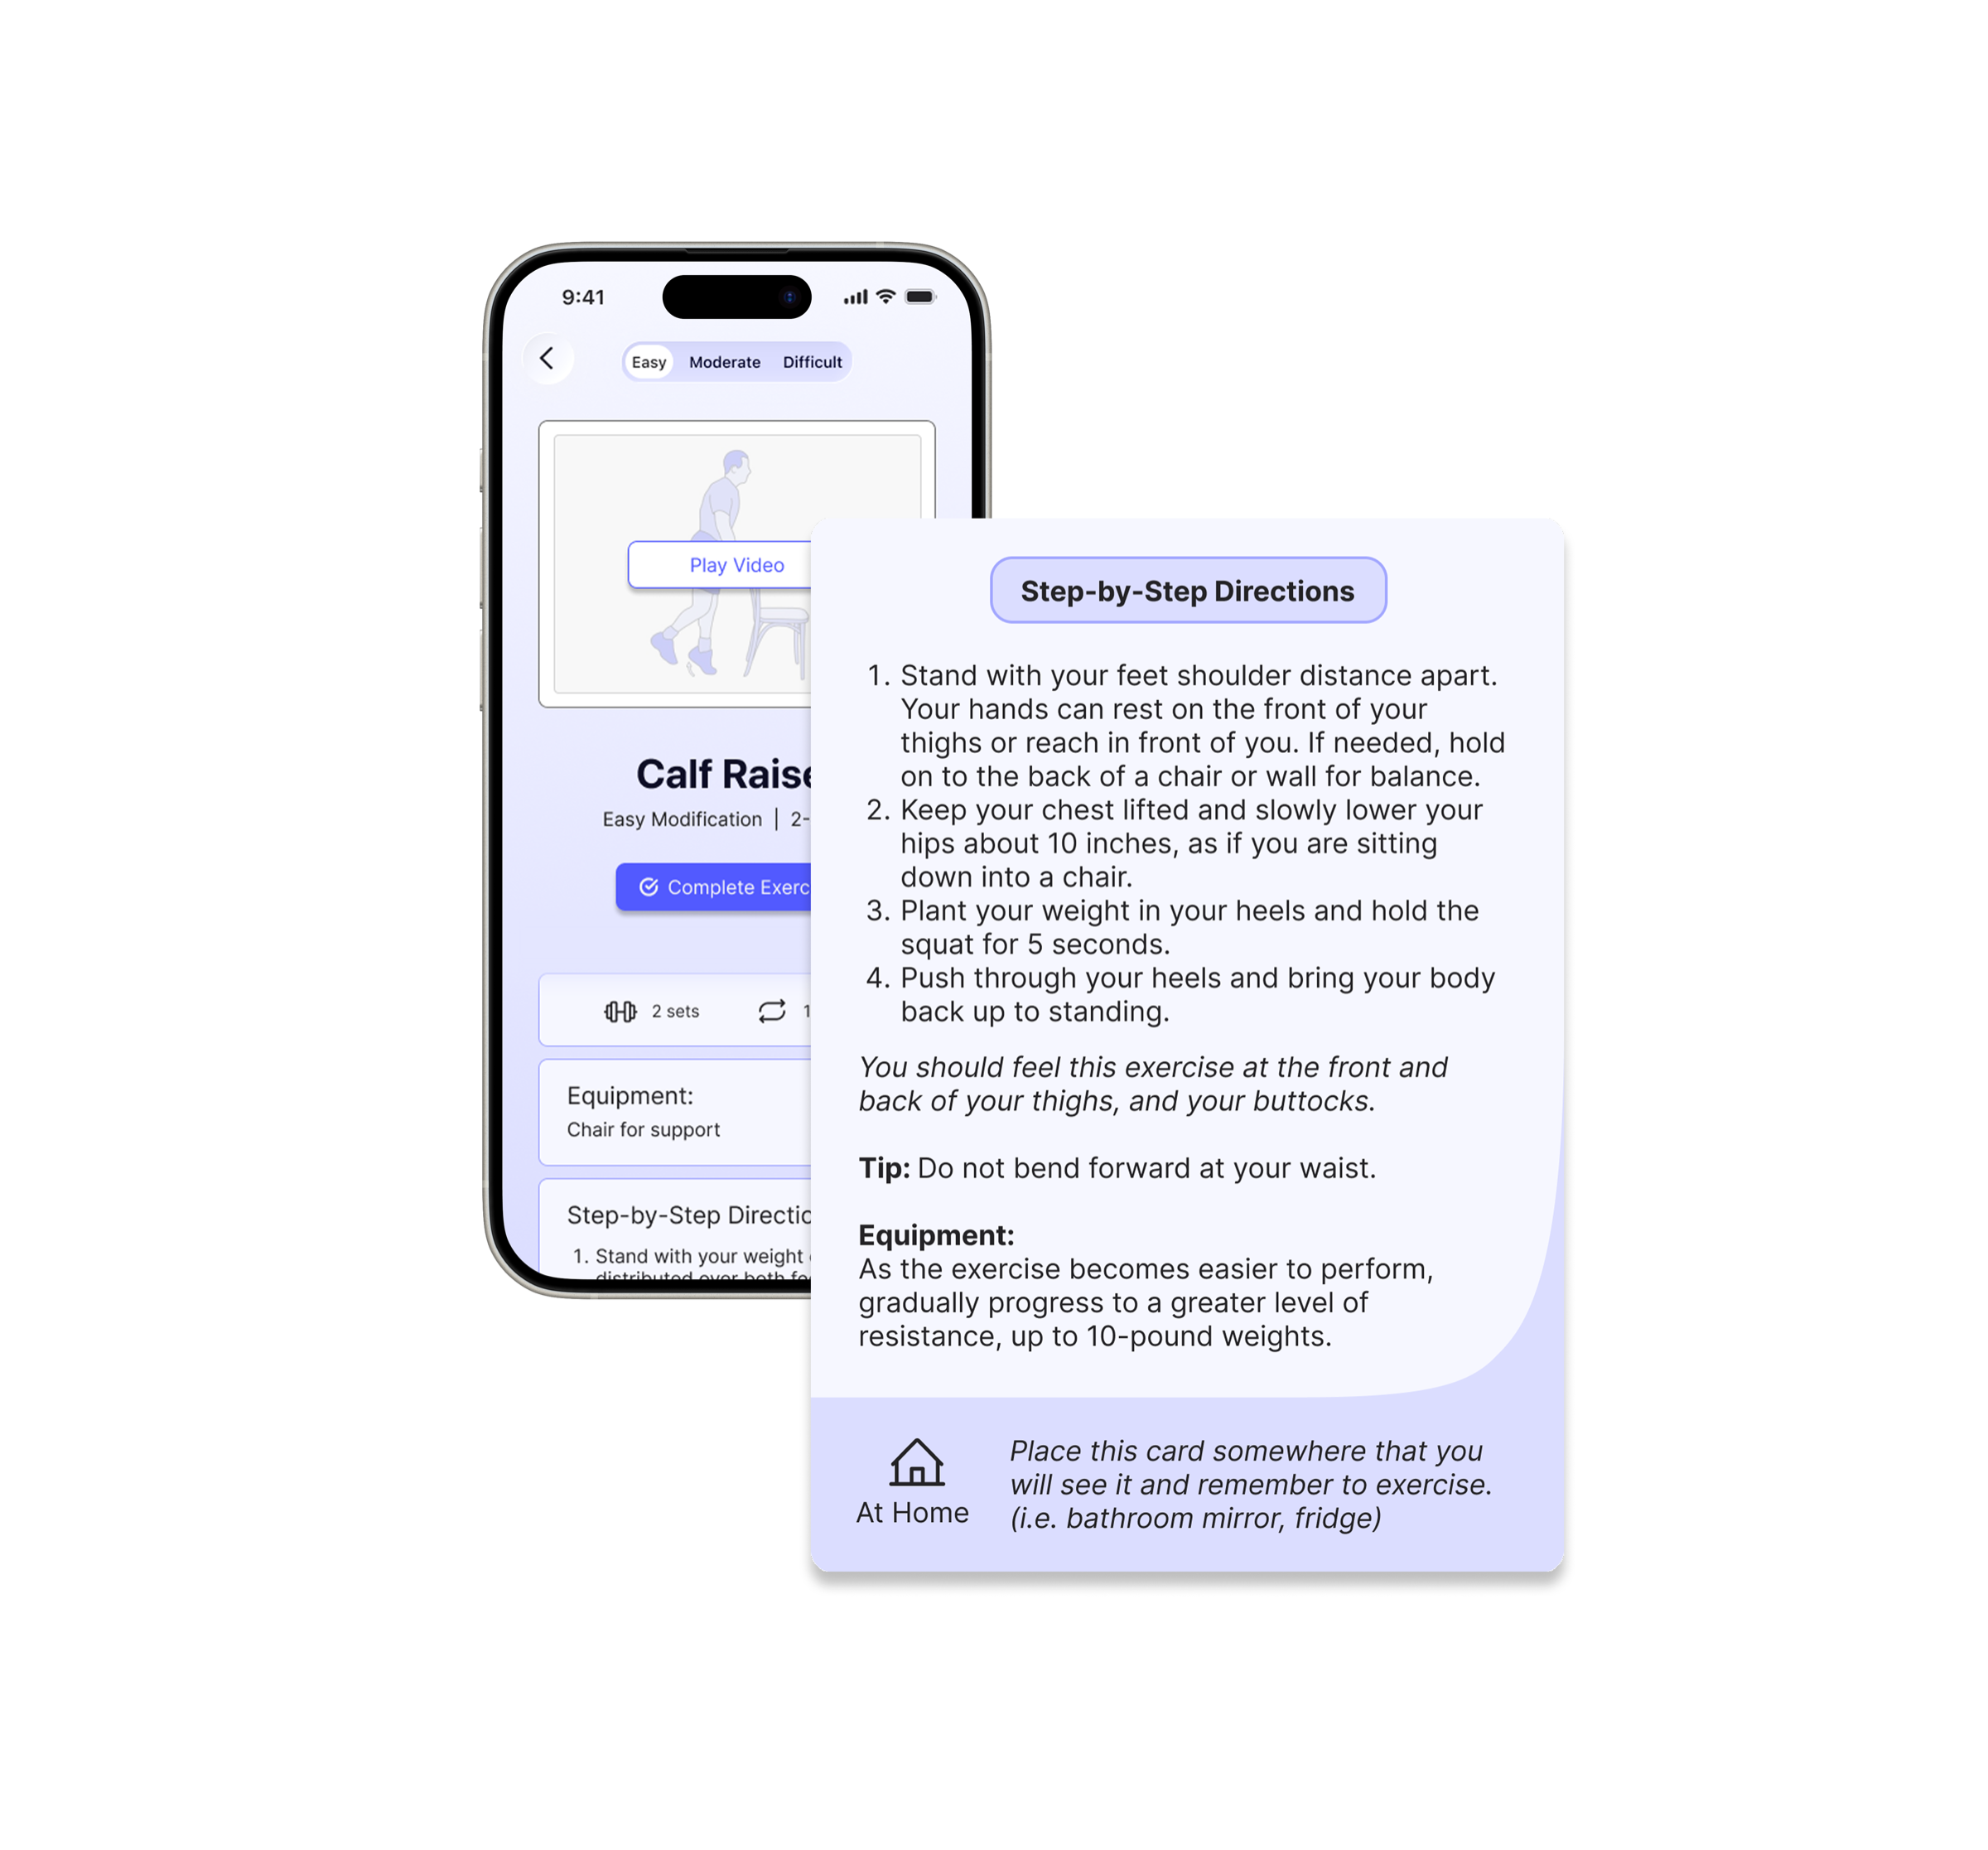 9:41
Easy Moderate Difficult
Play Video
Calf Raise
Easy Modification | 2-
Complete Exerc
2 sets 1
Equipment:
Chair for support
Step-by-Step Directio
1. Stand with your weight
distributed over both fe
Step-by-Step Directions
1. Stand with your feet shoulder distance apart.
Your hands can rest on the front of your
thighs or reach in front of you. If needed, hold
on to the back of a chair or wall for balance.
2. Keep your chest lifted and slowly lower your
hips about 10 inches, as if you are sitting
down into a chair.
3. Plant your weight in your heels and hold the
squat for 5 seconds.
4. Push through your heels and bring your body
back up to standing.
You should feel this exercise at the front and
back of your thighs, and your buttocks.
Tip: Do not bend forward at your waist.
Equipment:
As the exercise becomes easier to perform,
gradually progress to a greater level of
resistance, up to 10-pound weights.
At Home
Place this card somewhere that you
will see it and remember to exercise.
(i.e. bathroom mirror, fridge)